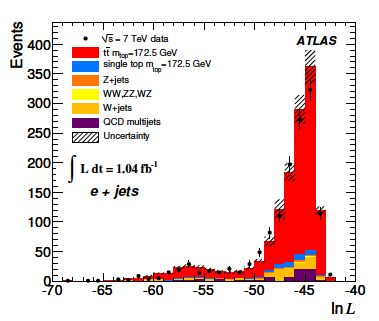 Events
400
350
300
250
200
150
100
50
0
√s = 7 TeV data
tt̄ mtop=172.5 GeV
single top mtop=172.5 GeV
Z+jets
WW,ZZ,WZ
W+jets
QCD multijets
Uncertainty
ATLAS
∫ L dt = 1.04 fb⁻¹
e + jets
-70 -65 -60 -55 -50 -45 -40
ln L